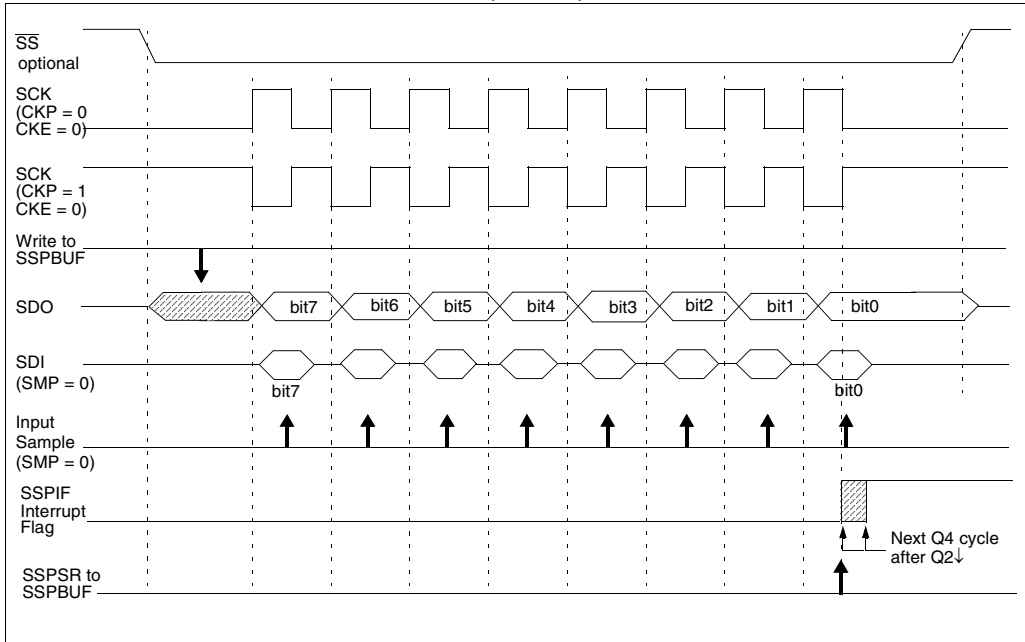 SS
optional
SCK
(CKP = 0
CKE = 0)
SCK
(CKP = 1
CKE = 0)
Write to
SSPBUF
SDO bit7 bit6 bit5 bit4 bit3 bit2 bit1 bit0
SDI
(SMP = 0)
bit7 bit0
Input
Sample
(SMP = 0)
SSPIF
Interrupt
Flag
Next Q4 cycle
after Q2↓
SSPSR to
SSPBUF